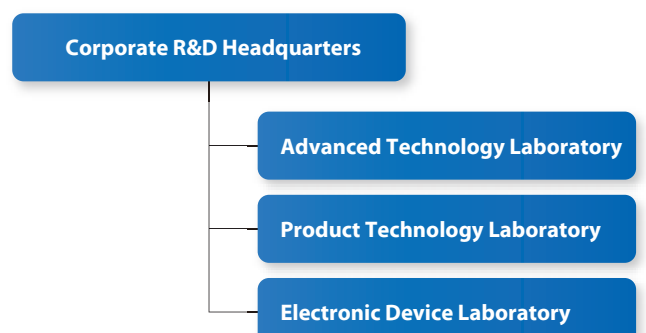 Corporate R&D Headquarters
Advanced Technology Laboratory
Product Technology Laboratory
Electronic Device Laboratory